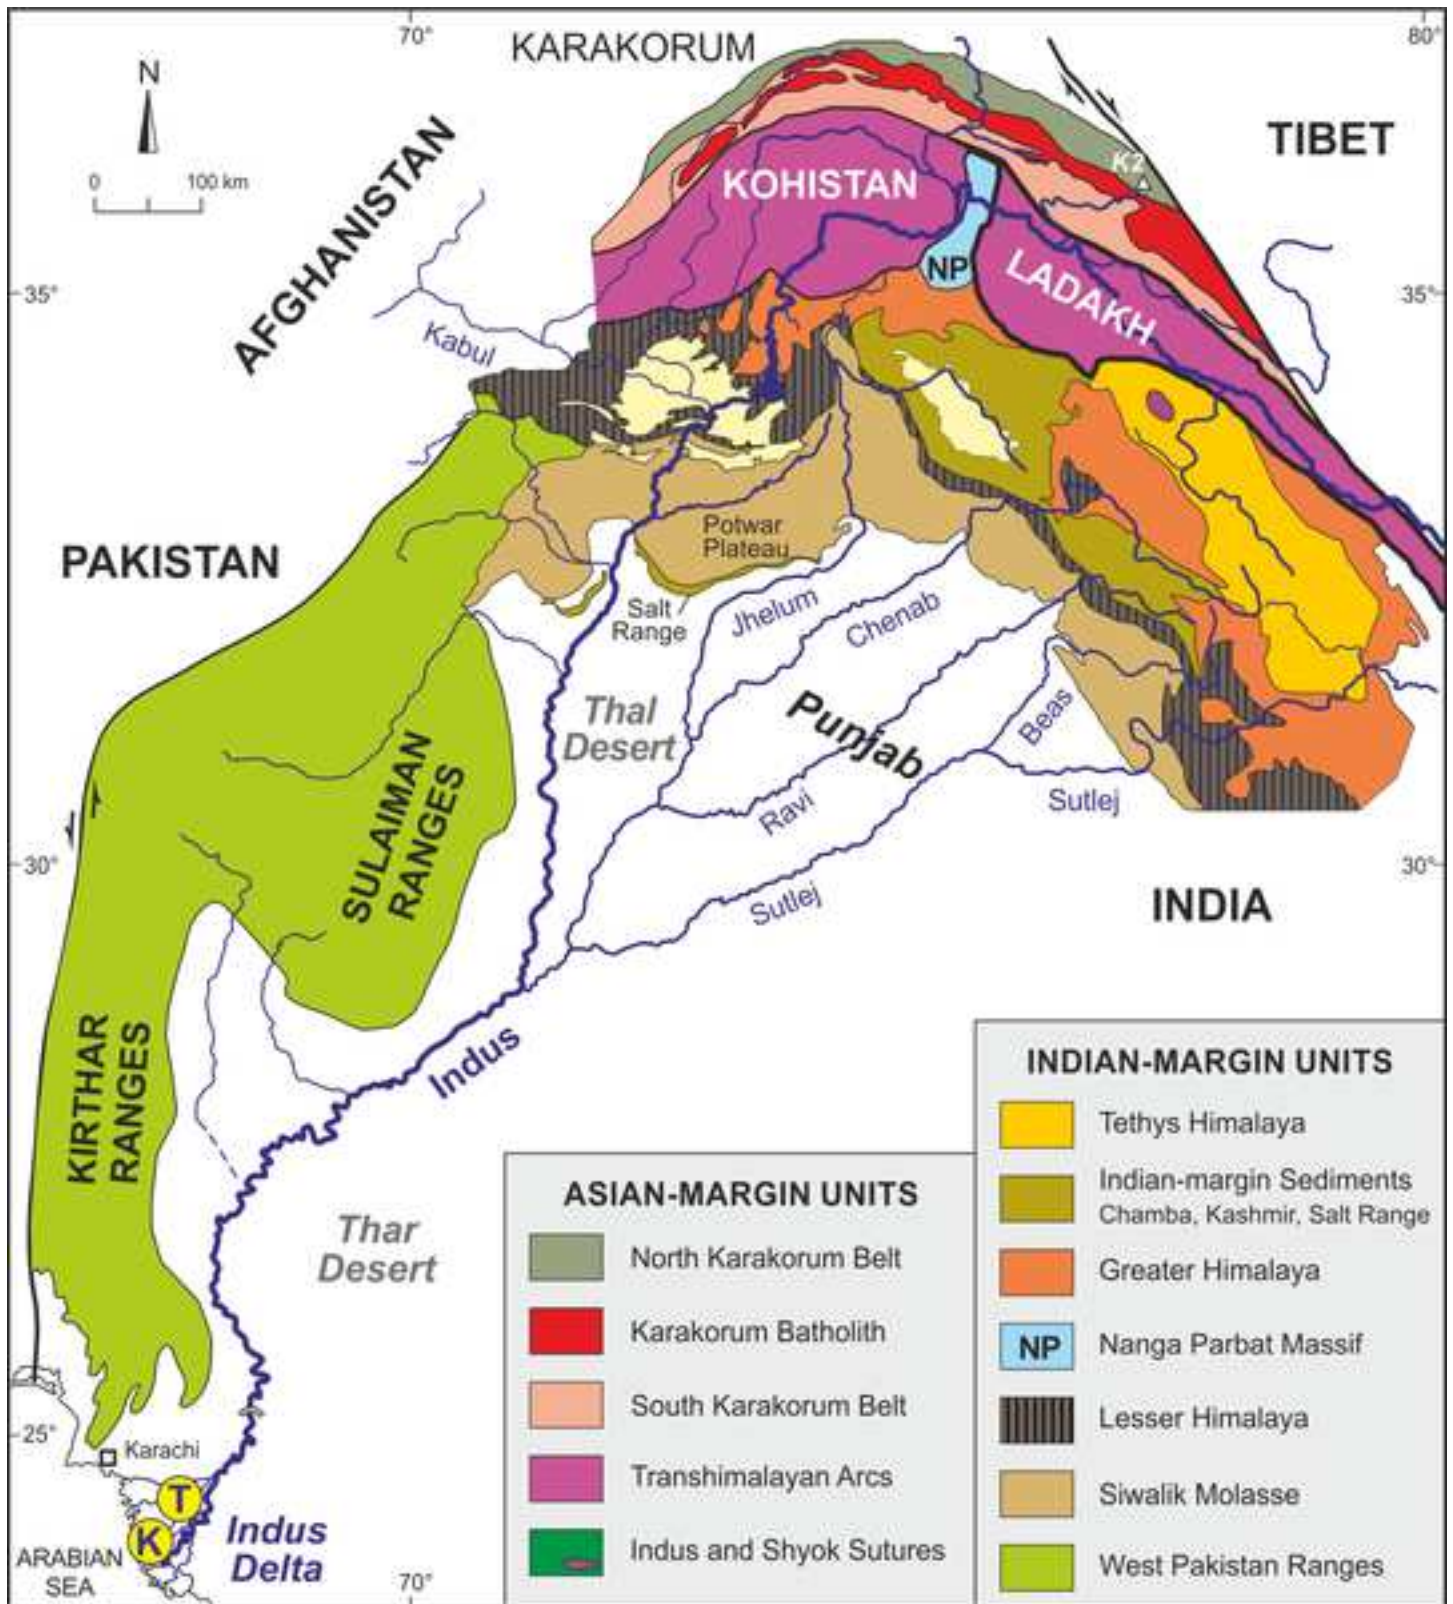 70°
80°
KARAKORUM
N
0
100 km
TIBET
AFGHANISTAN
K2
KOHISTAN
NP
LADAKH
35°
35°
Kabul
PAKISTAN
Potwar
Plateau
Salt
Range
Jhelum
Chenab
Thal
Desert
Punjab
Beas
Ravi
Sutlej
Sutlej
SULAIMAN
RANGES
30°
30°
INDIA
Indus
KIRTHAR
RANGES
Thar
Desert
25°
Karachi
T
K
Indus
Delta
ARABIAN
SEA
70°
ASIAN-MARGIN UNITS
North Karakorum Belt
Karakorum Batholith
South Karakorum Belt
Transhimalayan Arcs
Indus and Shyok Sutures
INDIAN-MARGIN UNITS
Tethys Himalaya
Indian-margin Sediments
Chamba, Kashmir, Salt Range
Greater Himalaya
NP
Nanga Parbat Massif
Lesser Himalaya
Siwalik Molasse
West Pakistan Ranges